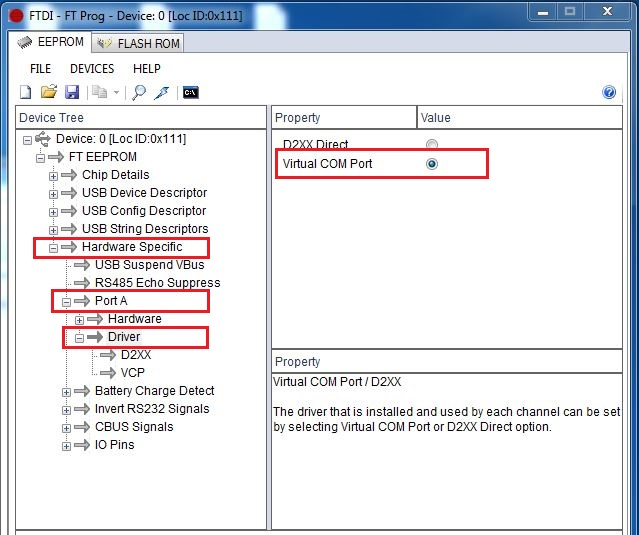 FTDI - FT Prog - Device: 0 [Loc ID:0x111]
EEPROM
FLASH ROM
FILE DEVICES HELP
Device Tree
Device: 0 [Loc ID:0x111]
FT EEPROM
Chip Details
USB Device Descriptor
USB Config Descriptor
USB String Descriptors
Hardware Specific
USB Suspend VBus
RS485 Echo Suppress
Port A
Hardware
Driver
D2XX
VCP
Battery Charge Detect
Invert RS232 Signals
CBUS Signals
IO Pins
Property Value
D2XX Direct
Virtual COM Port
Property
Virtual COM Port / D2XX
The driver that is installed and used by each channel can be set
by selecting Virtual COM Port or D2XX Direct option.